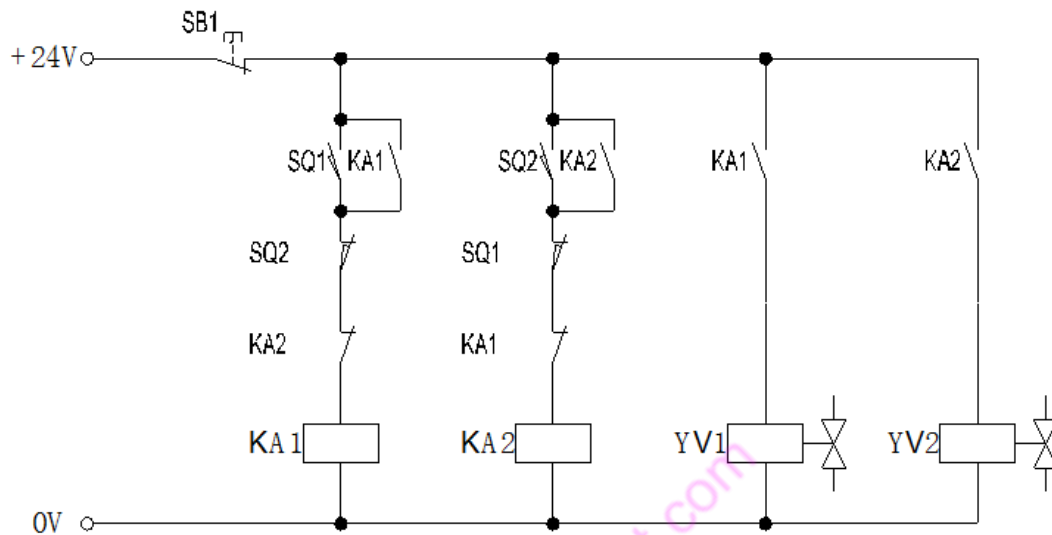 SB1
+24V
SQ1 KA1 SQ2 KA2 KA1 KA2
SQ2 SQ1
KA2 KA1
KA1 KA2 YV1 YV2
0V